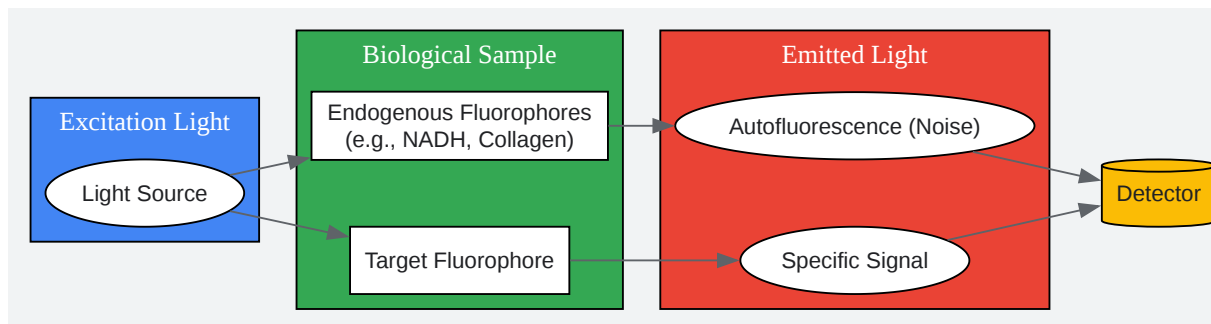 Excitation Light
Light Source
Biological Sample
Endogenous Fluorophores
(e.g., NADH, Collagen)
Target Fluorophore
Emitted Light
Autofluorescence (Noise)
Specific Signal
Detector